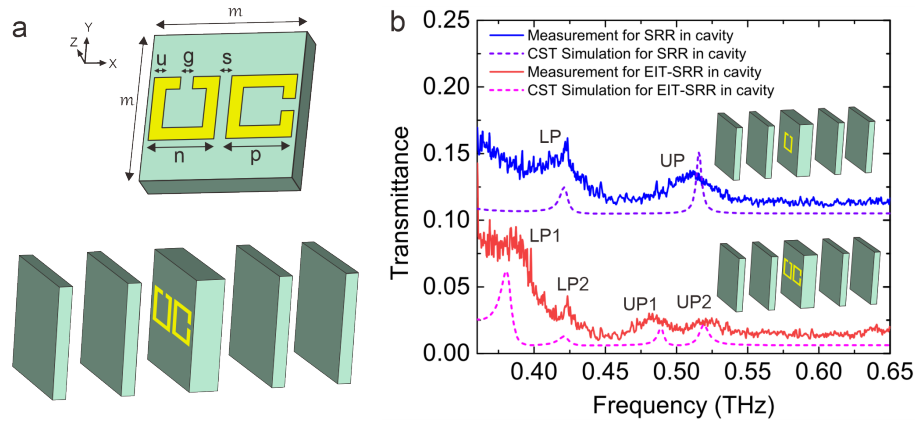 a
m
Y
Z
X
u g s
m
n p
b
Measurement for SRR in cavity
CST Simulation for SRR in cavity
Measurement for EIT-SRR in cavity
CST Simulation for EIT-SRR in cavity
LP
UP
LP1
LP2
UP1
UP2
0.25
0.20
0.15
0.10
0.05
0.00
Transmittance
0.40 0.45 0.50 0.55 0.60 0.65
Frequency (THz)